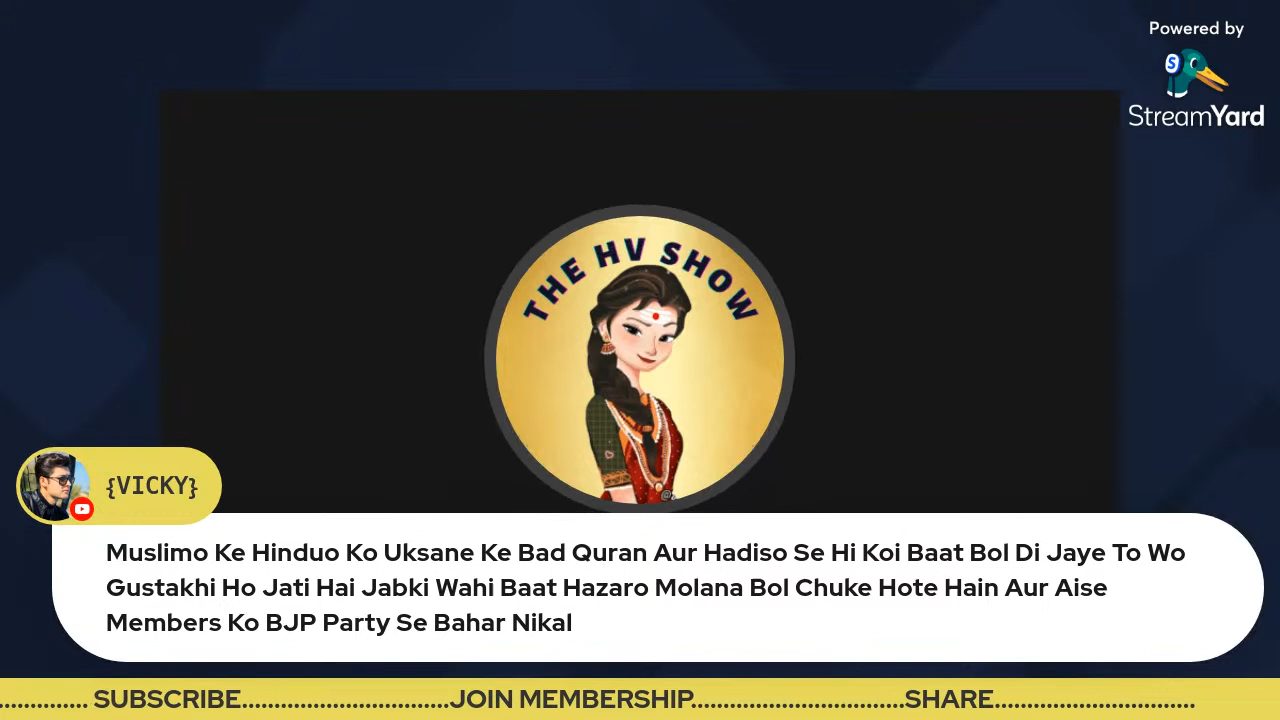 Powered by
StreamYard
THE HV SHOW
{VICKY}
Muslimo Ke Hinduo Ko Uksane Ke Bad Quran Aur Hadiso Se Hi Koi Baat Bol Di Jaye To Wo
Gustakhi Ho Jati Hai Jabki Wahi Baat Hazaro Molana Bol Chuke Hote Hain Aur Aise
Members Ko BJP Party Se Bahar Nikal
.............. SUBSCRIBE................................JOIN MEMBERSHIP.................................SHARE...............................